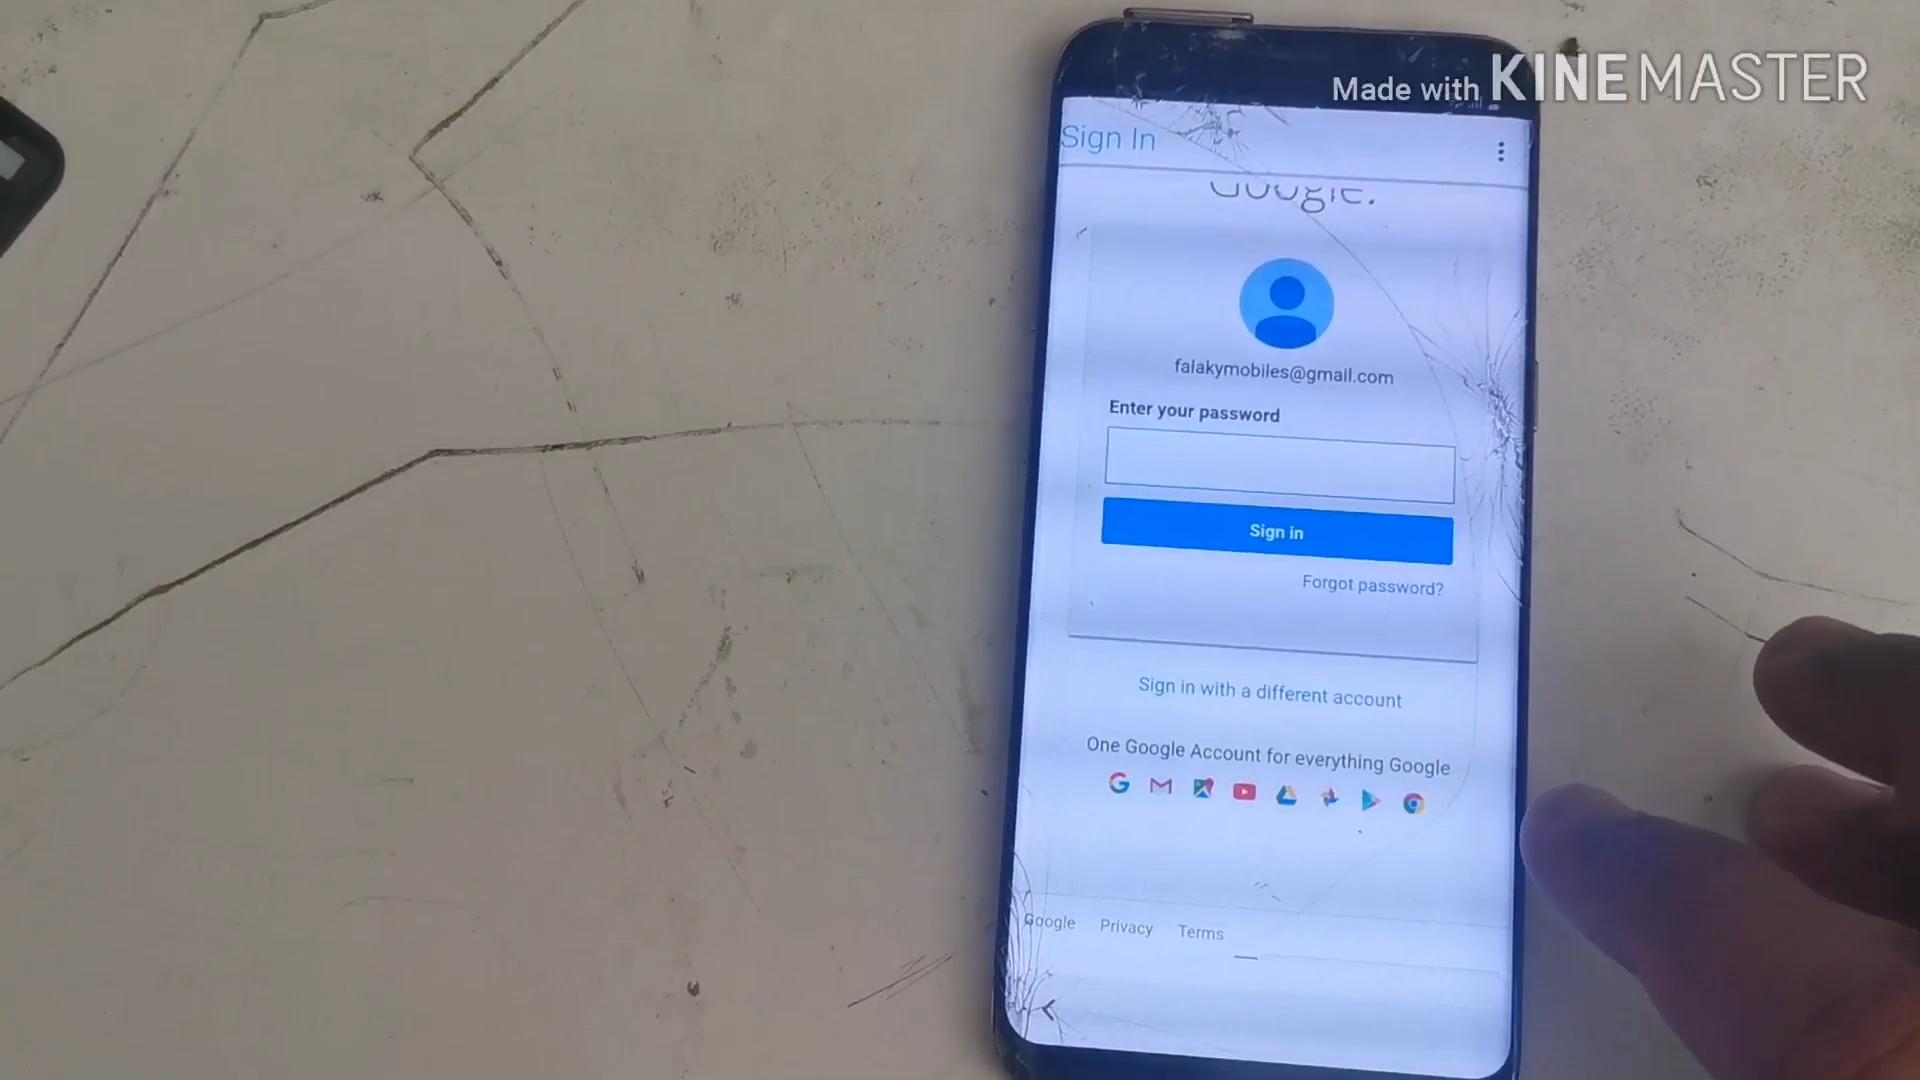 Made with KINEMASTER
Sign In
Google.
falakymobiles@gmail.com
Enter your password
Sign in
Forgot password?
Sign in with a different account
One Google Account for everything Google
Google Privacy Terms